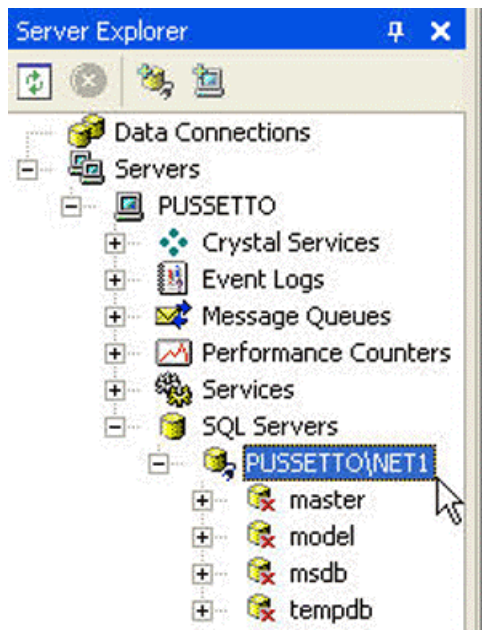 Server Explorer
Data Connections
Servers
PUSSETTO
Crystal Services
Event Logs
Message Queues
Performance Counters
Services
SQL Servers
PUSSETTO\NET1
master
model
msdb
tempdb